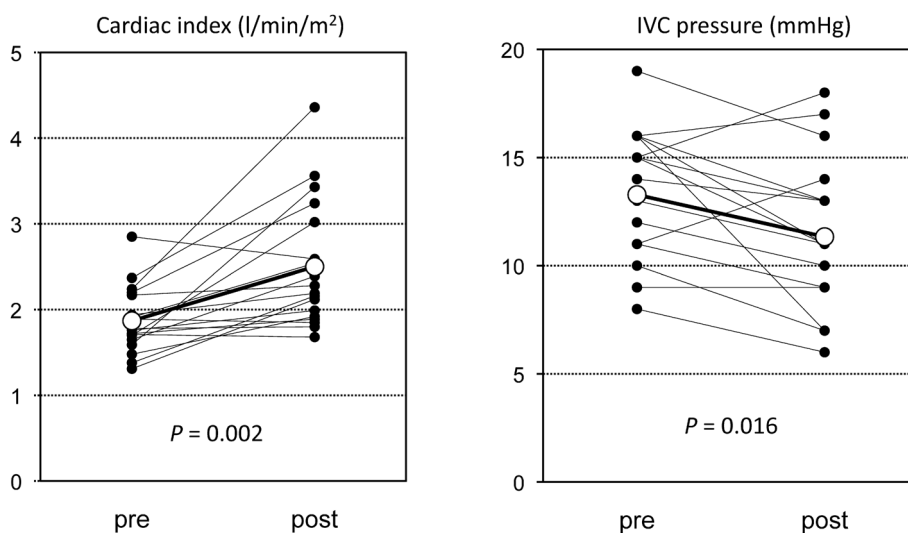 Cardiac index (l/min/m²)
5
4
3
2
1
0
P = 0.002
pre post
IVC pressure (mmHg)
20
15
10
5
0
P = 0.016
pre post